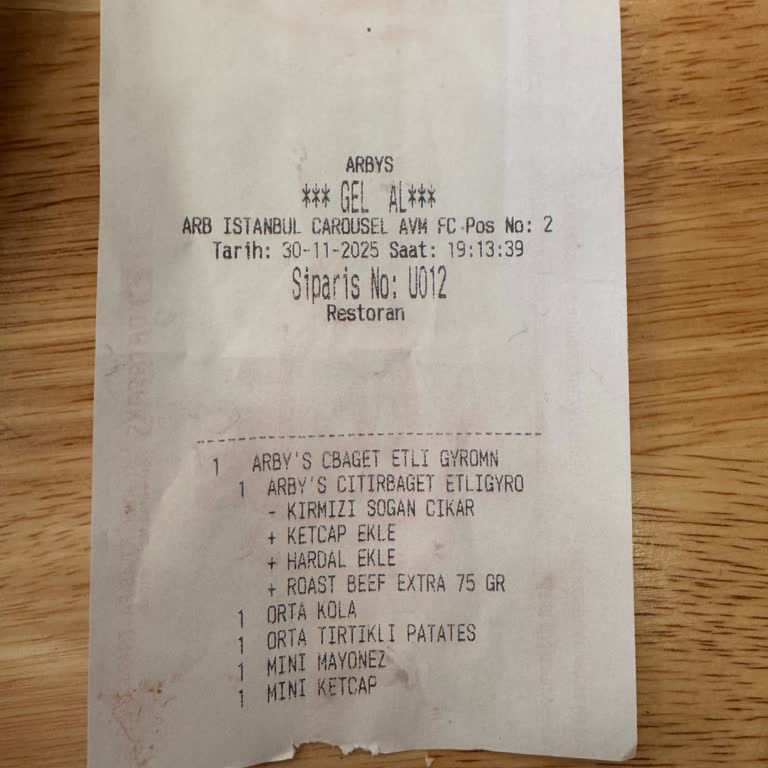 ARBYS
*** GEL AL***
ARB ISTANBUL CAROUSEL AVM FC Pos No: 2
Tarih: 30-11-2025 Saat: 19:13:39
Siparis No: U012
Restoran
1 ARBY'S CBAGET ETLI GYROMN
1 ARBY'S CITIRBAGET ETLIGYRO
- KIRMIZI SOGAN CIKAR
+ KETCAP EKLE
+ HARDAL EKLE
+ ROAST BEEF EXTRA 75 GR
1 ORTA KOLA
1 ORTA TIRTIKLI PATATES
1 MINI MAYONEZ
1 MINI KETCAP